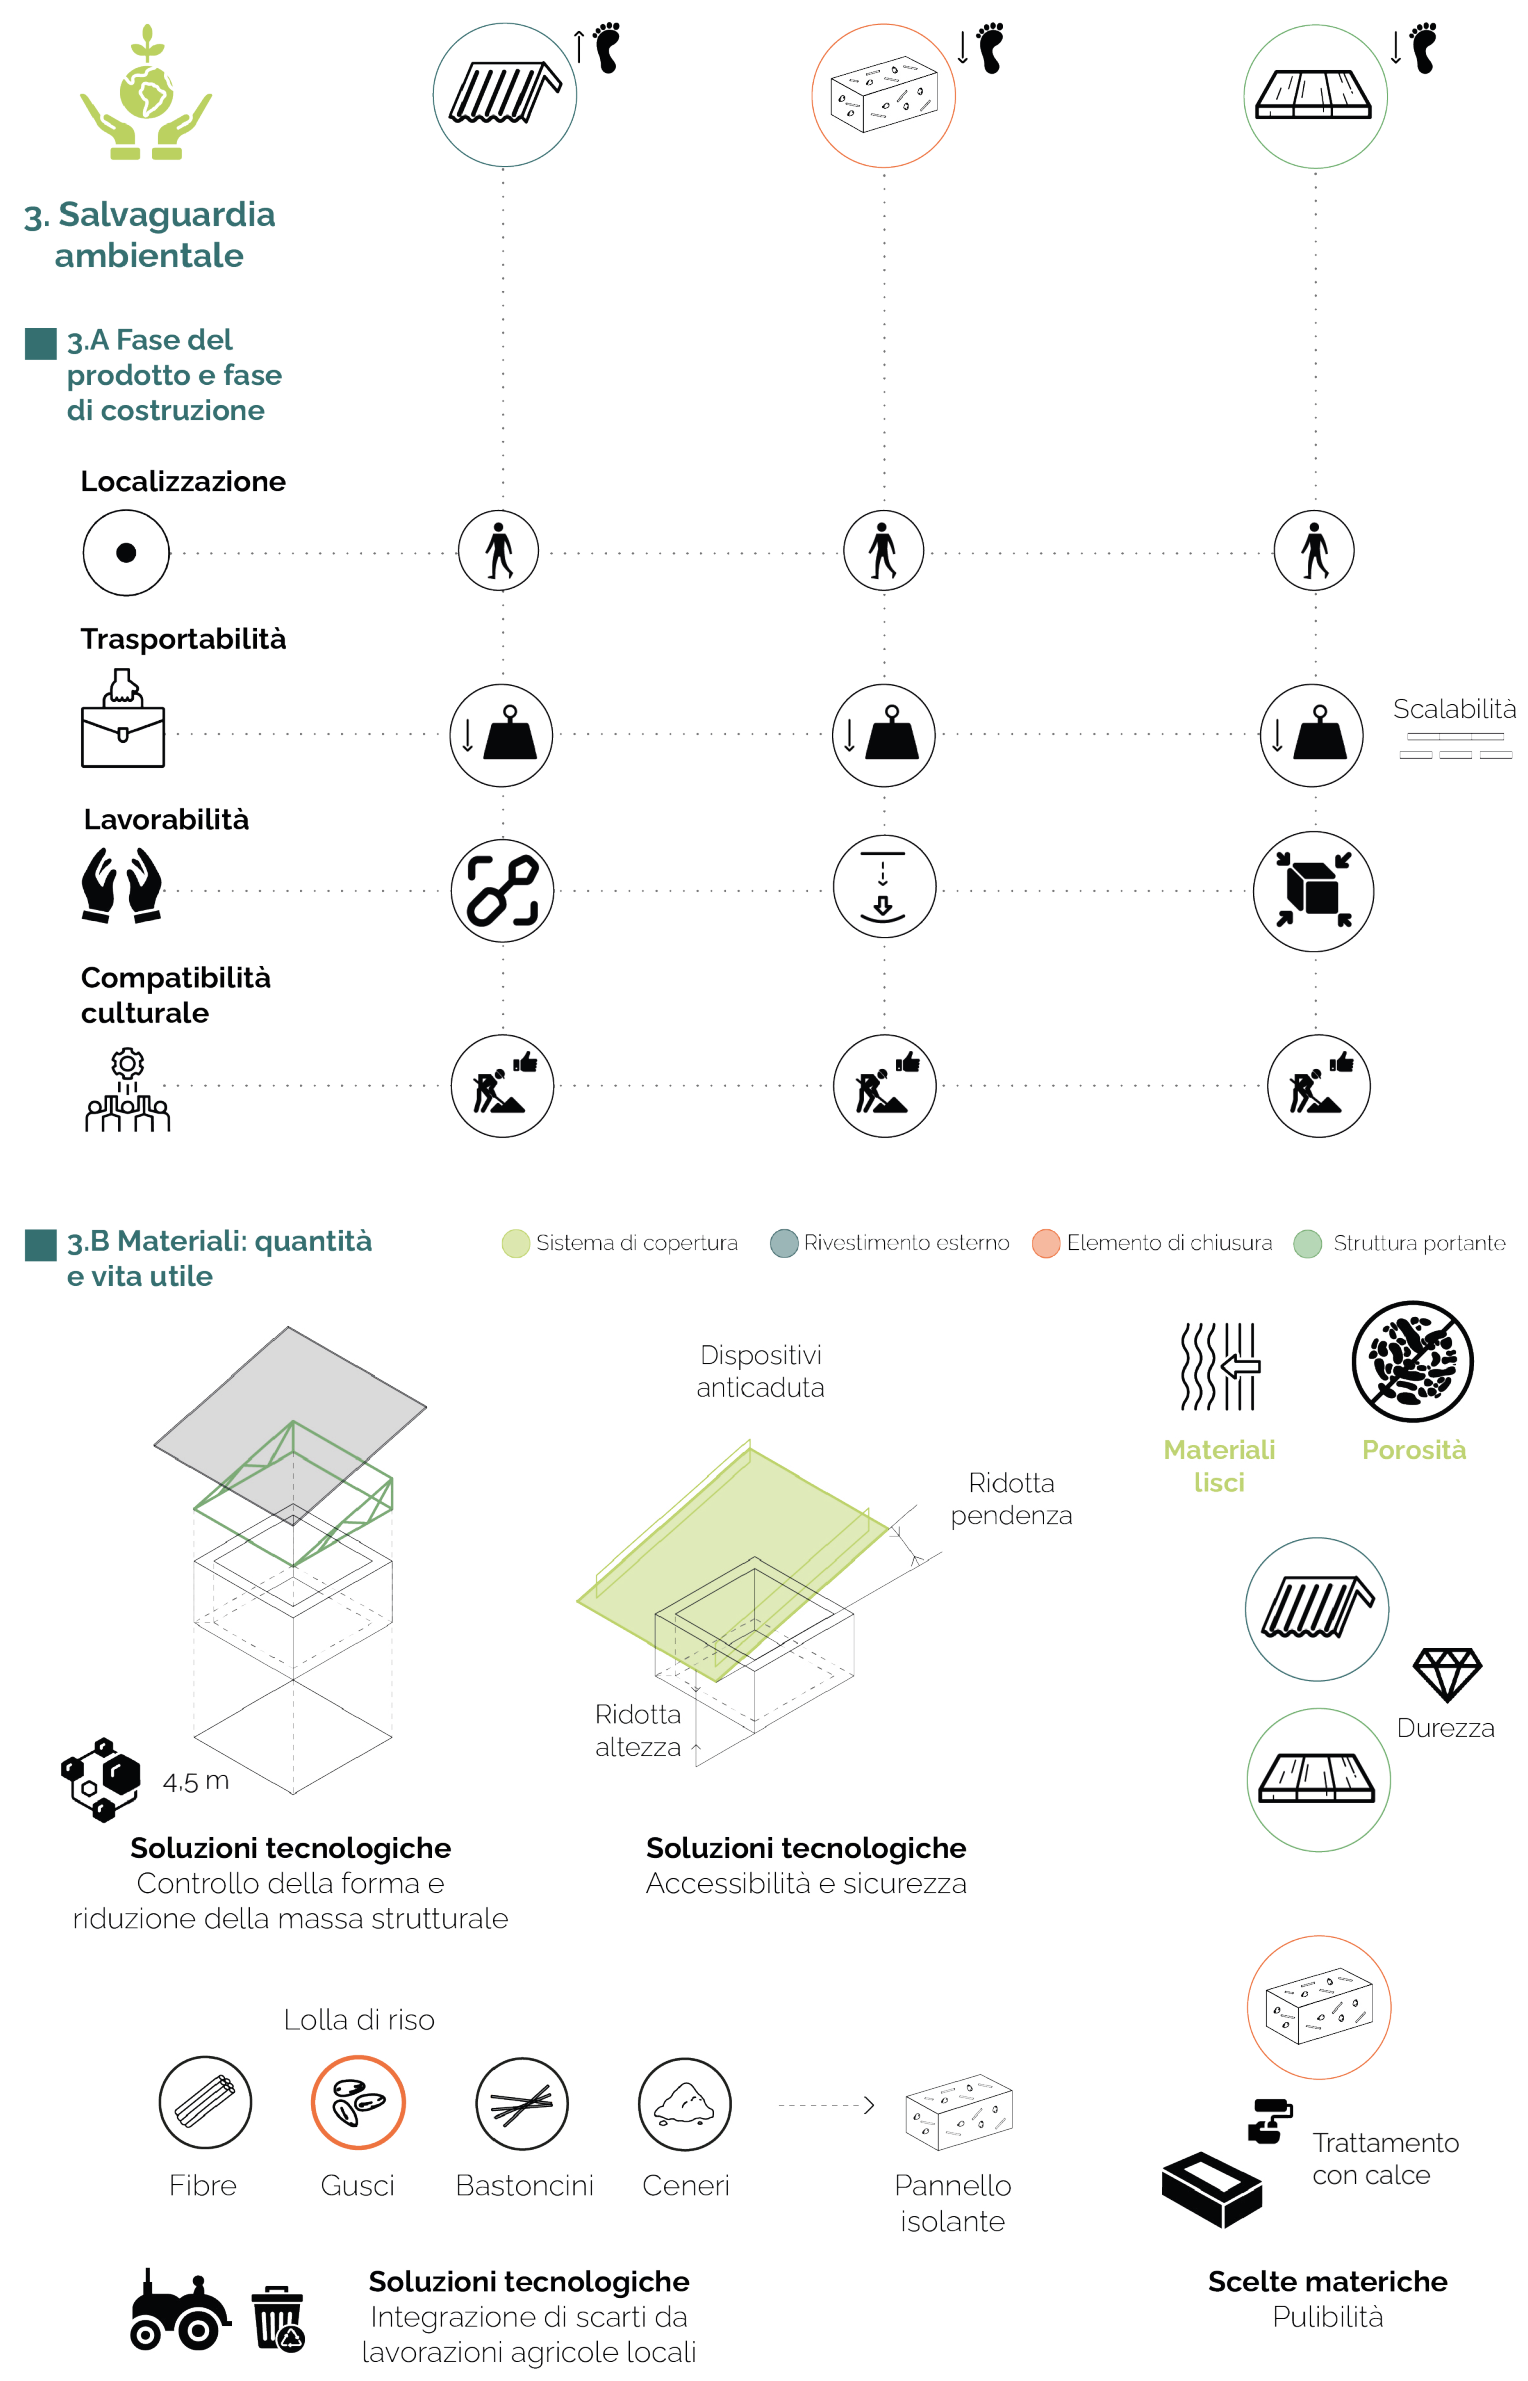 3. Salvaguardia
ambientale
3.A Fase del
prodotto e fase
di costruzione
Localizzazione
Trasportabilità
Scalabilità
Lavorabilità
Compatibilità
culturale
3.B Materiali: quantità
e vita utile
Sistema di copertura
Rivestimento esterno
Elemento di chiusura
Struttura portante
Dispositivi
anticaduta
Ridotta
pendenza
Ridotta
altezza
4,5 m
Soluzioni tecnologiche
Controllo della forma e
riduzione della massa strutturale
Soluzioni tecnologiche
Accessibilità e sicurezza
Materiali
lisci
Porosità
Durezza
Lolla di riso
Fibre
Gusci
Bastoncini
Ceneri
Pannello
isolante
Trattamento
con calce
Soluzioni tecnologiche
Integrazione di scarti da
lavorazioni agricole locali
Scelte materiche
Pulibilità